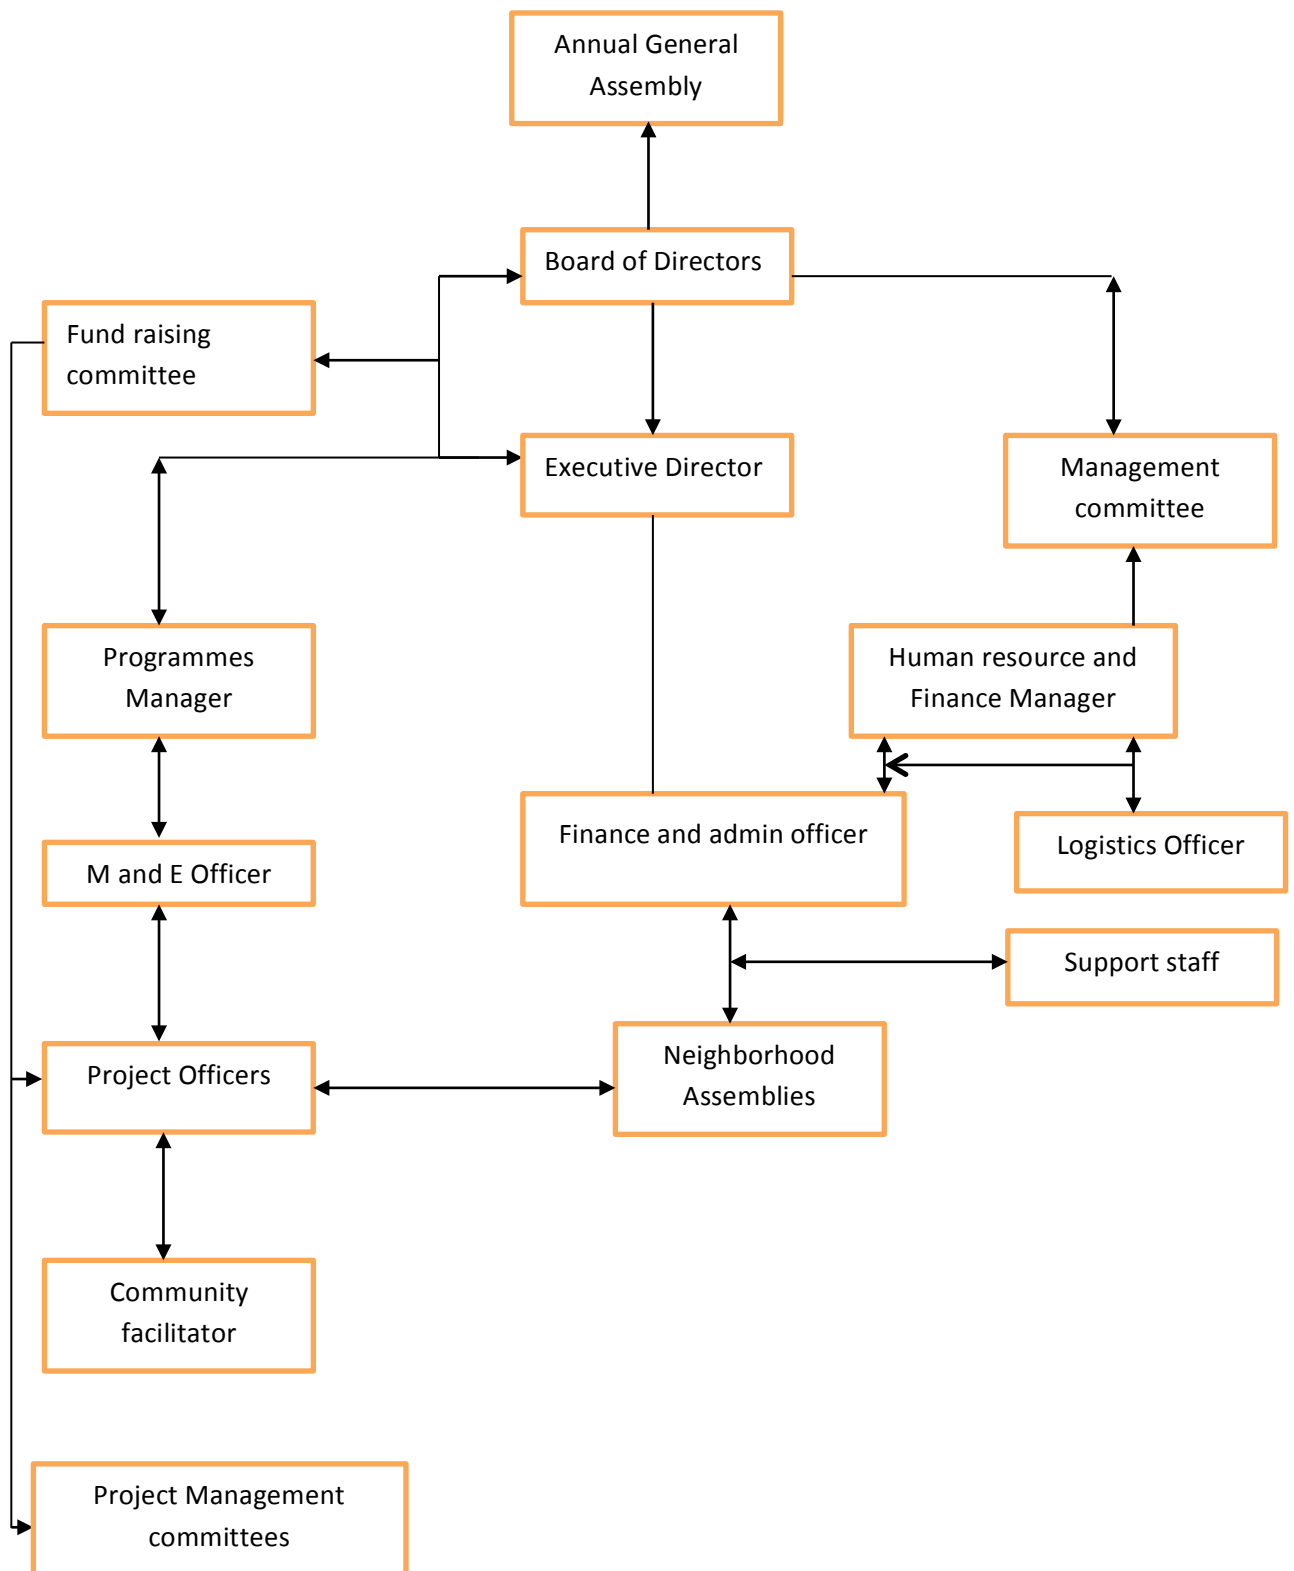 Annual General
Assembly
Board of Directors
Fund raising
committee
Executive Director
Management
committee
Programmes
Manager
Human resource and
Finance Manager
Finance and admin officer
Logistics Officer
M and E Officer
Support staff
Neighborhood
Assemblies
Project Officers
Community
facilitator
Project Management
committees